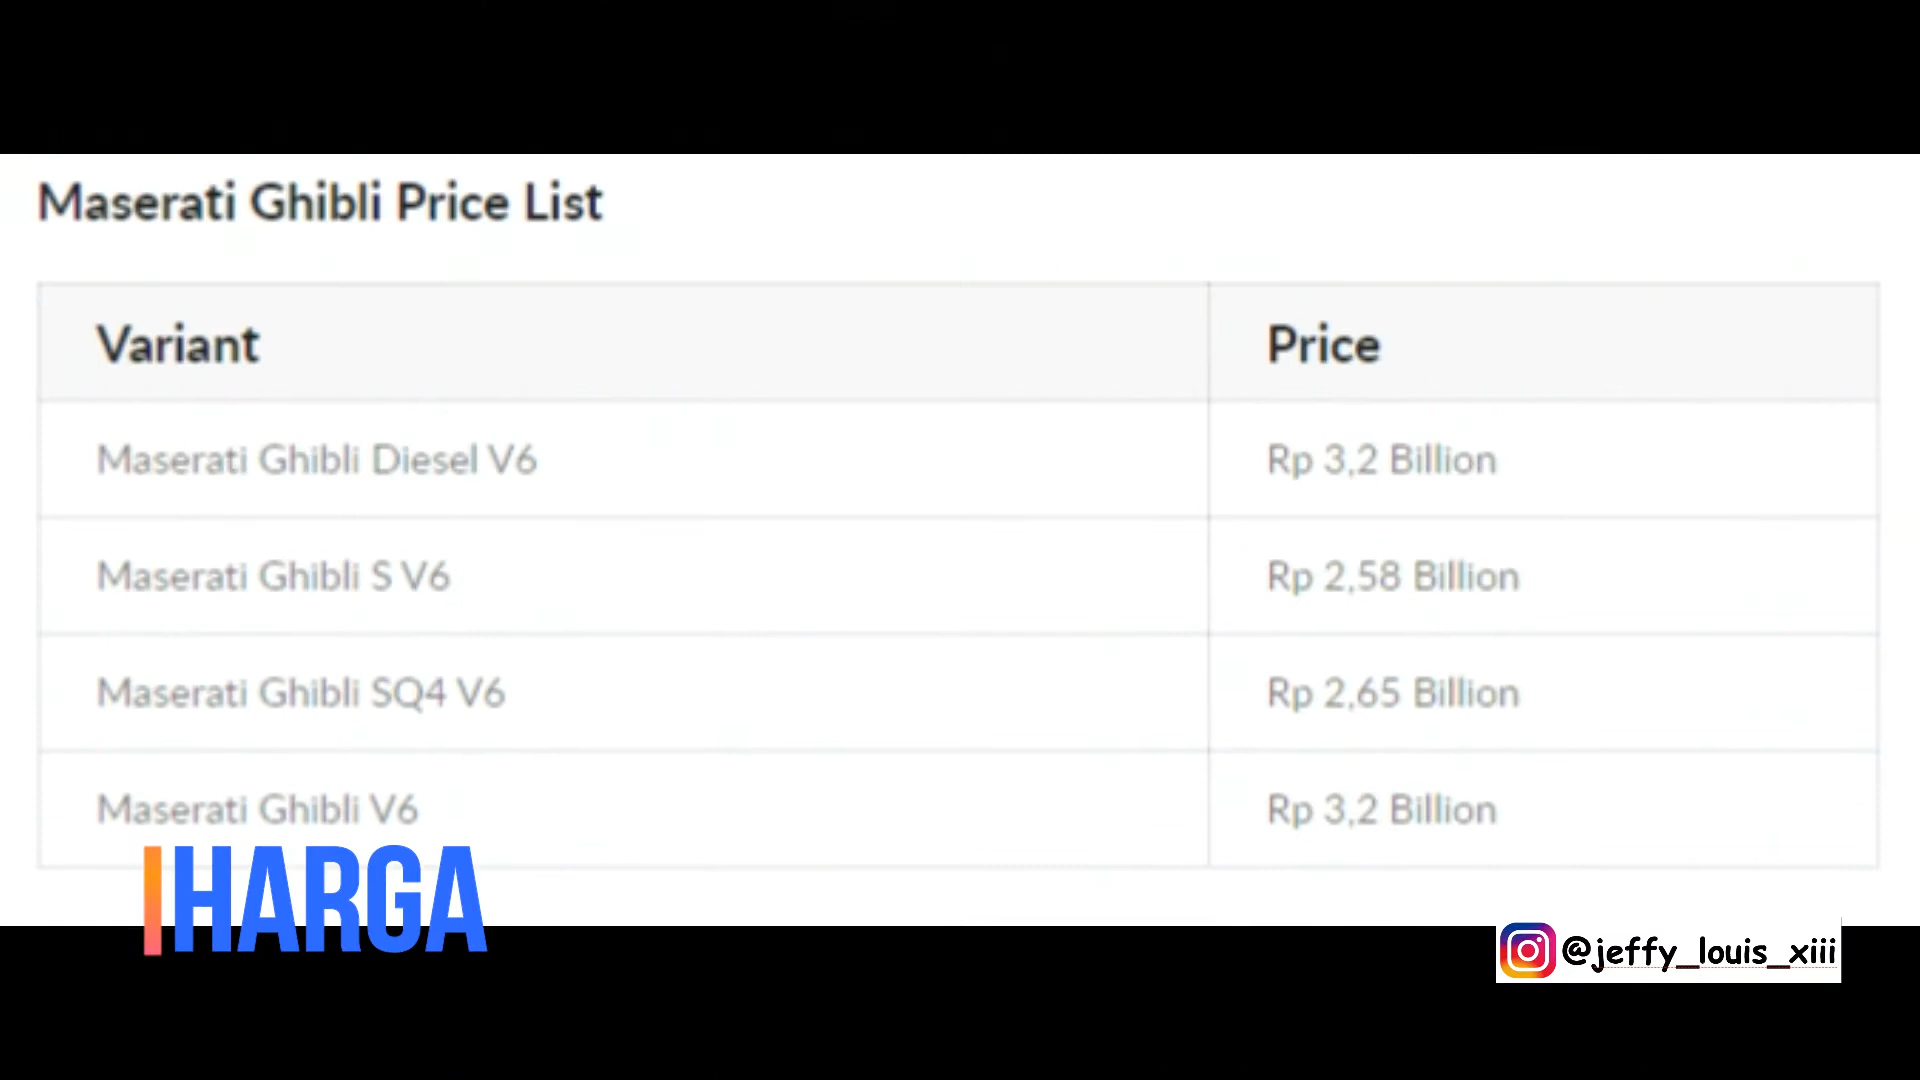 Maserati Ghibli Price List
Variant Price
Maserati Ghibli Diesel V6 Rp 3,2 Billion
Maserati Ghibli S V6 Rp 2,58 Billion
Maserati Ghibli SQ4 V6 Rp 2,65 Billion
Maserati Ghibli V6 Rp 3,2 Billion
HARGA
@jeffy_louis_xiii